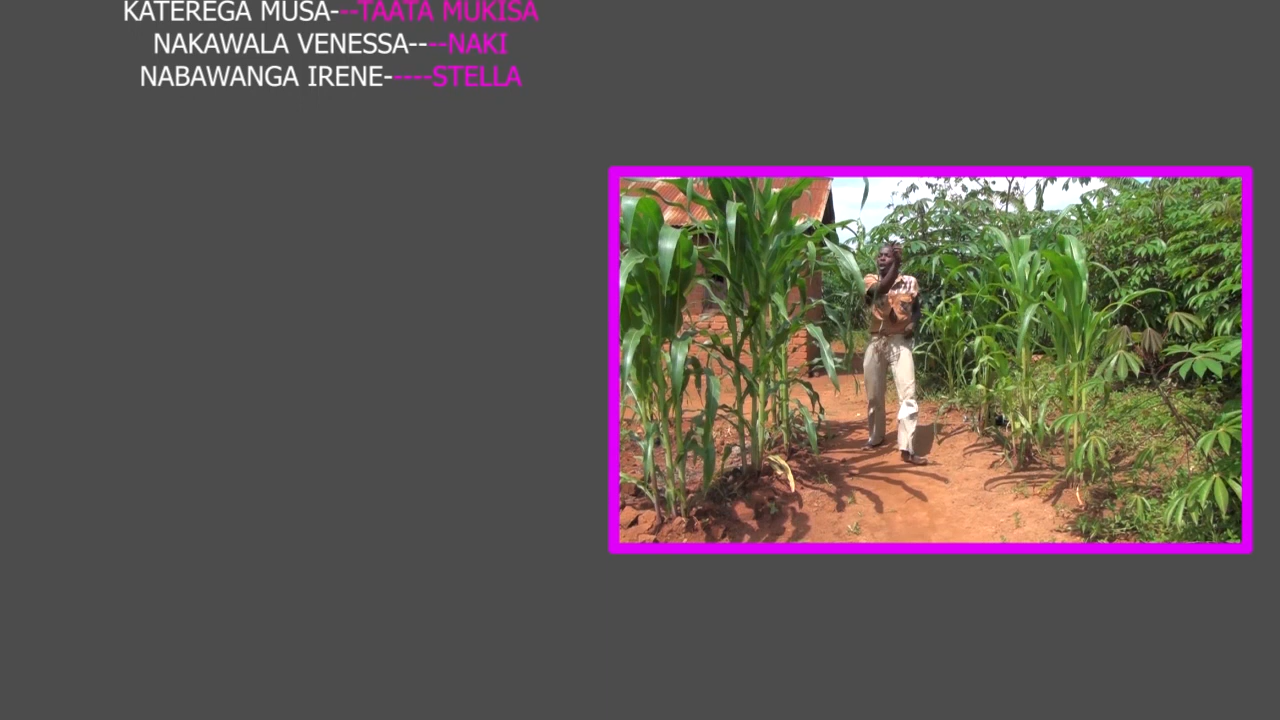 KATEREGA MUSA---TAATA MUKISA
NAKAWALA VENESSA----NAKI
NABAWANGA IRENE-----STELLA